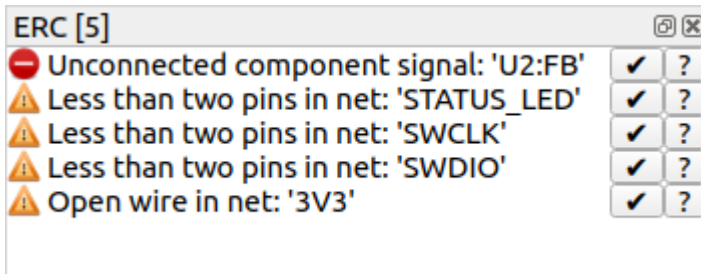 ERC [5]
Unconnected component signal: 'U2:FB' ✔ ?
Less than two pins in net: 'STATUS_LED' ✔ ?
Less than two pins in net: 'SWCLK' ✔ ?
Less than two pins in net: 'SWDIO' ✔ ?
Open wire in net: '3V3' ✔ ?